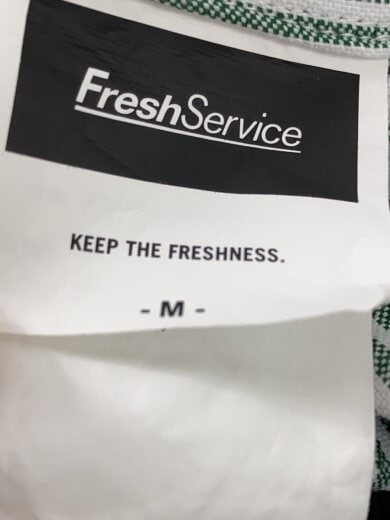 FreshService
KEEP THE FRESHNESS.
- M -